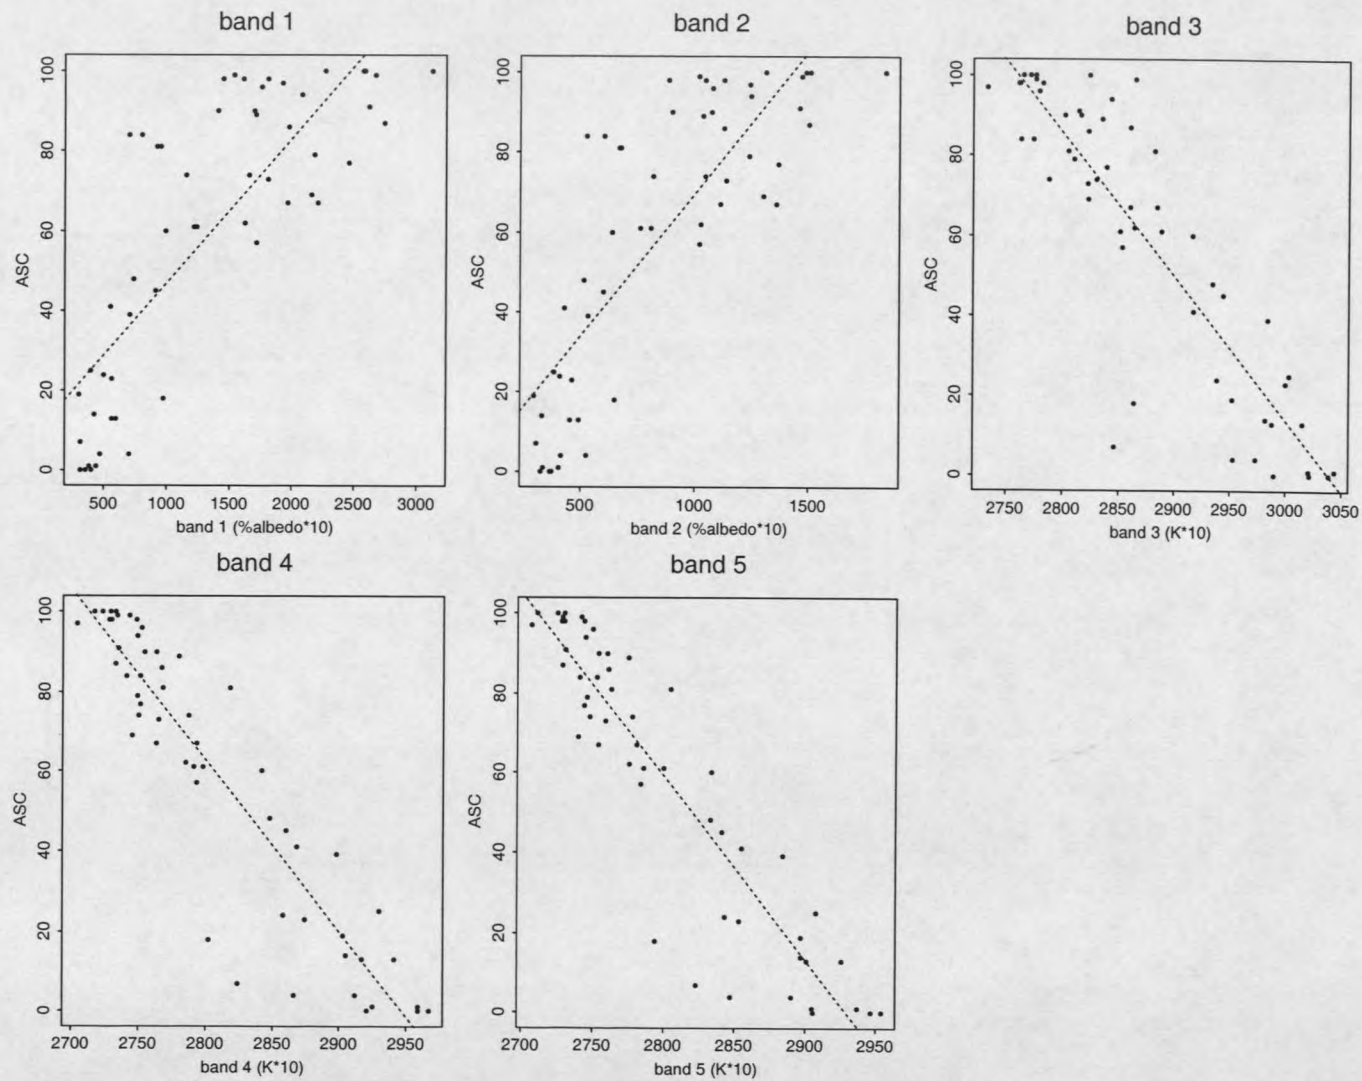 band 1
band 2
band 3
ASC
0 20 40 60 80 100
500 1000 1500 2000 2500 3000
band 1 (%albedo*10)
ASC
0 20 40 60 80 100
500 1000 1500
band 2 (%albedo*10)
ASC
0 20 40 60 80 100
2750 2800 2850 2900 2950 3000 3050
band 3 (K*10)
band 4
band 5
ASC
0 20 40 60 80 100
2700 2750 2800 2850 2900 2950
band 4 (K*10)
ASC
0 20 40 60 80 100
2700 2750 2800 2850 2900 2950
band 5 (K*10)